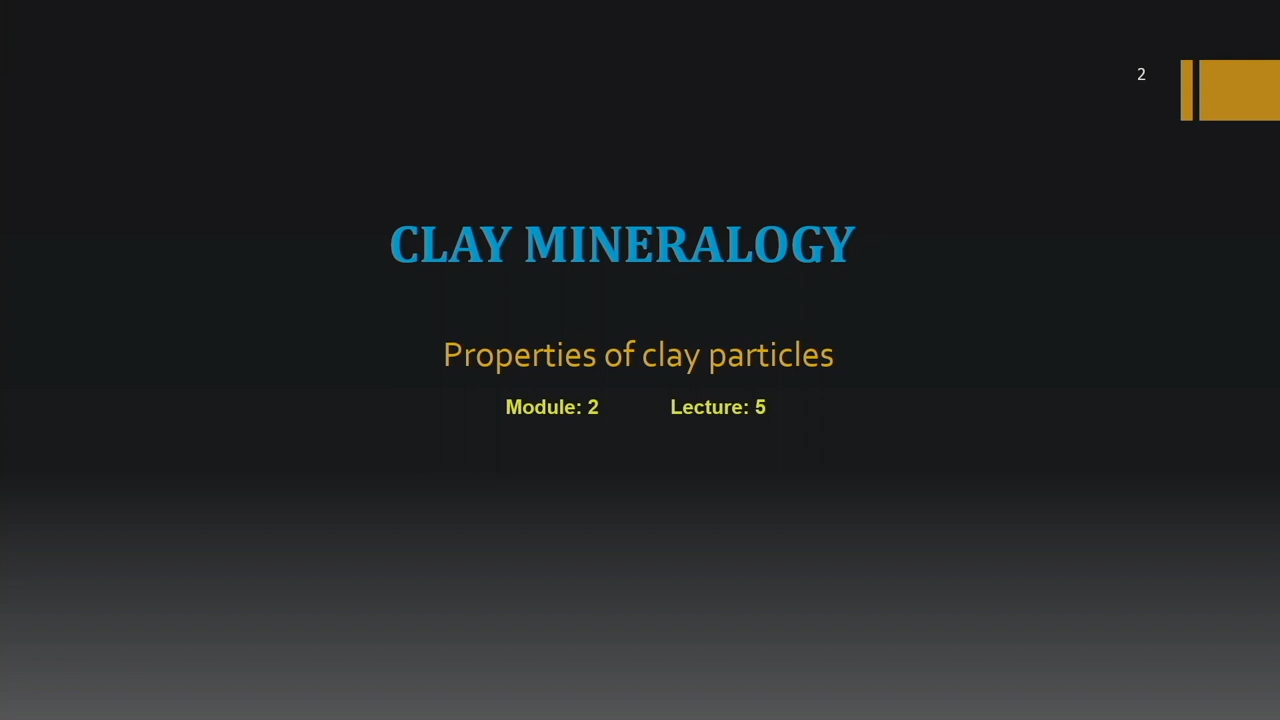 2
CLAY MINERALOGY
Properties of clay particles
Module: 2 Lecture: 5